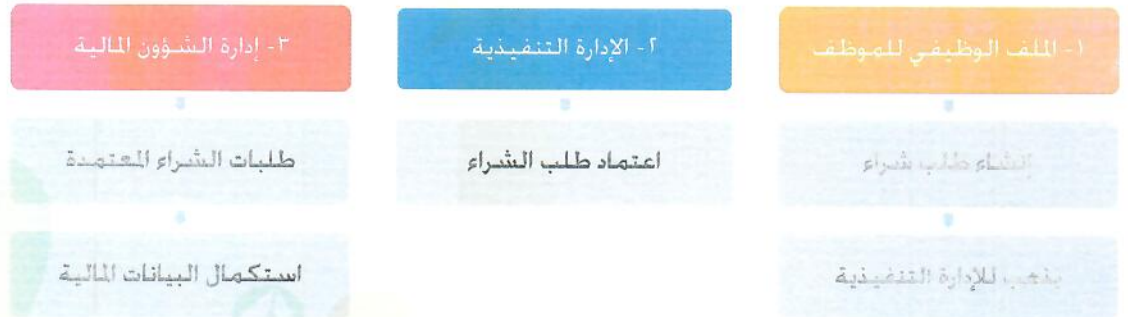 ١- الملف الوظيفي للموظف
إنشاء طلب شراء
يذهب للإدارة التنفيذية
٢- الإدارة التنفيذية
اعتماد طلب الشراء
٣- إدارة الشؤون المالية
طلبات الشراء المعتمدة
استكمال البيانات المالية